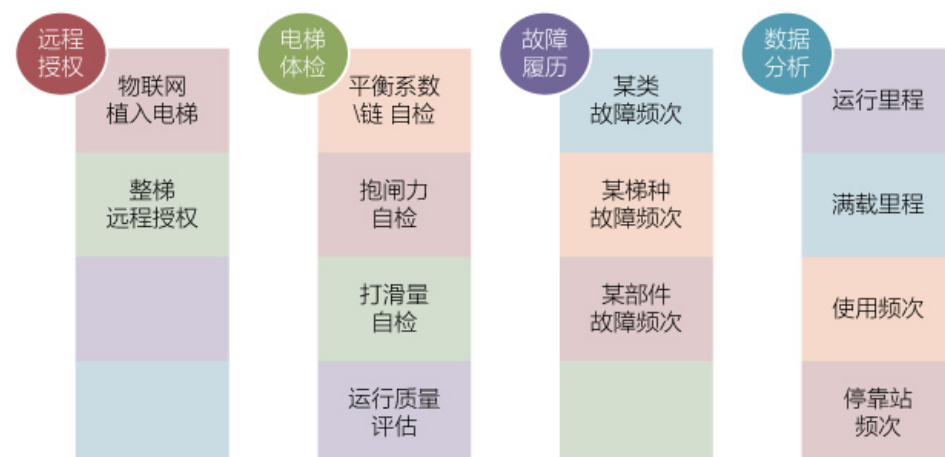 远程
授权
物联网
植入电梯
整梯
远程授权
电梯
体检
平衡系数
\链 自检
抱闸力
自检
打滑量
自检
运行质量
评估
故障
履历
某类
故障频次
某梯种
故障频次
某部件
故障频次
数据
分析
运行里程
满载里程
使用频次
停靠站
频次